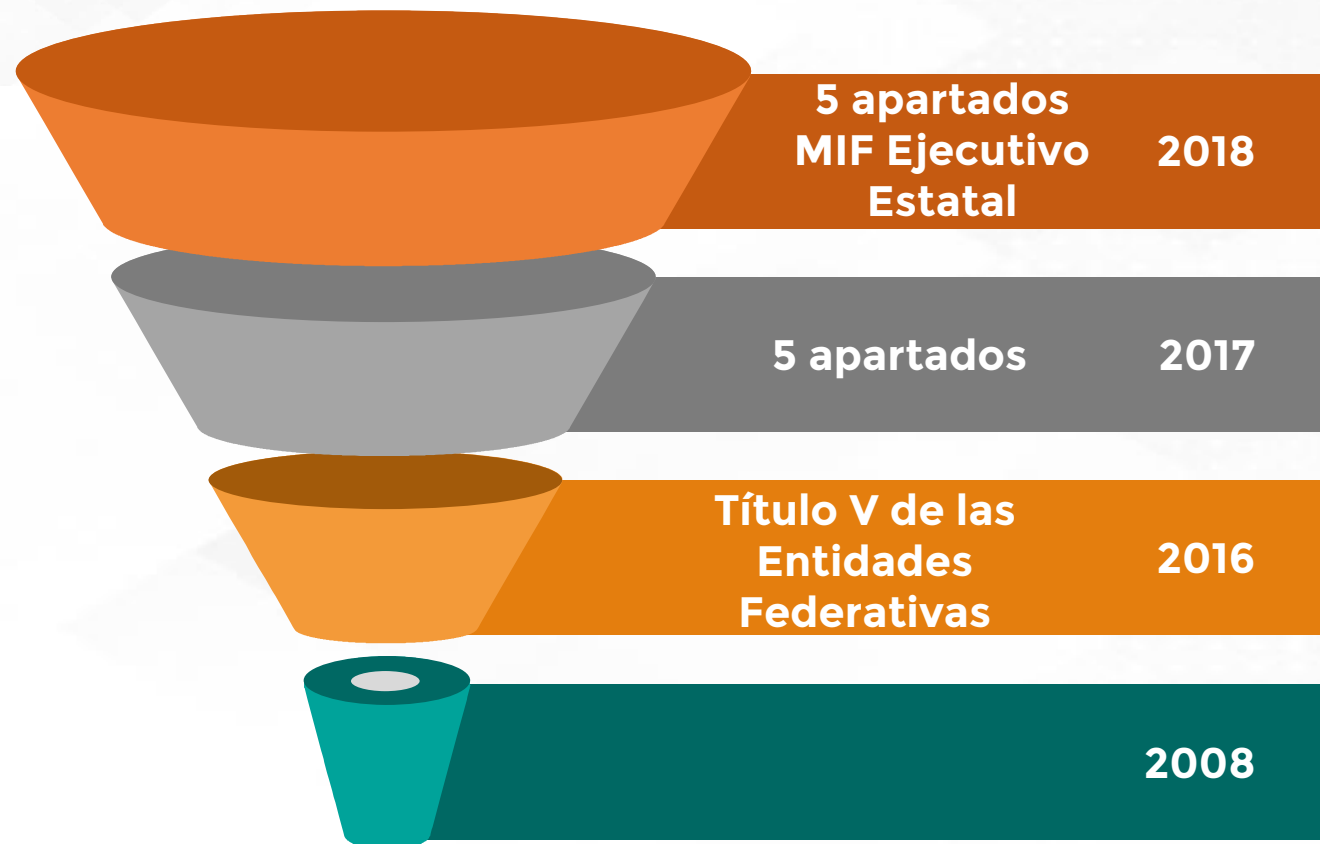 5 apartados
MIF Ejecutivo
Estatal
2018
5 apartados
2017
Título V de las
Entidades
Federativas
2016
2008